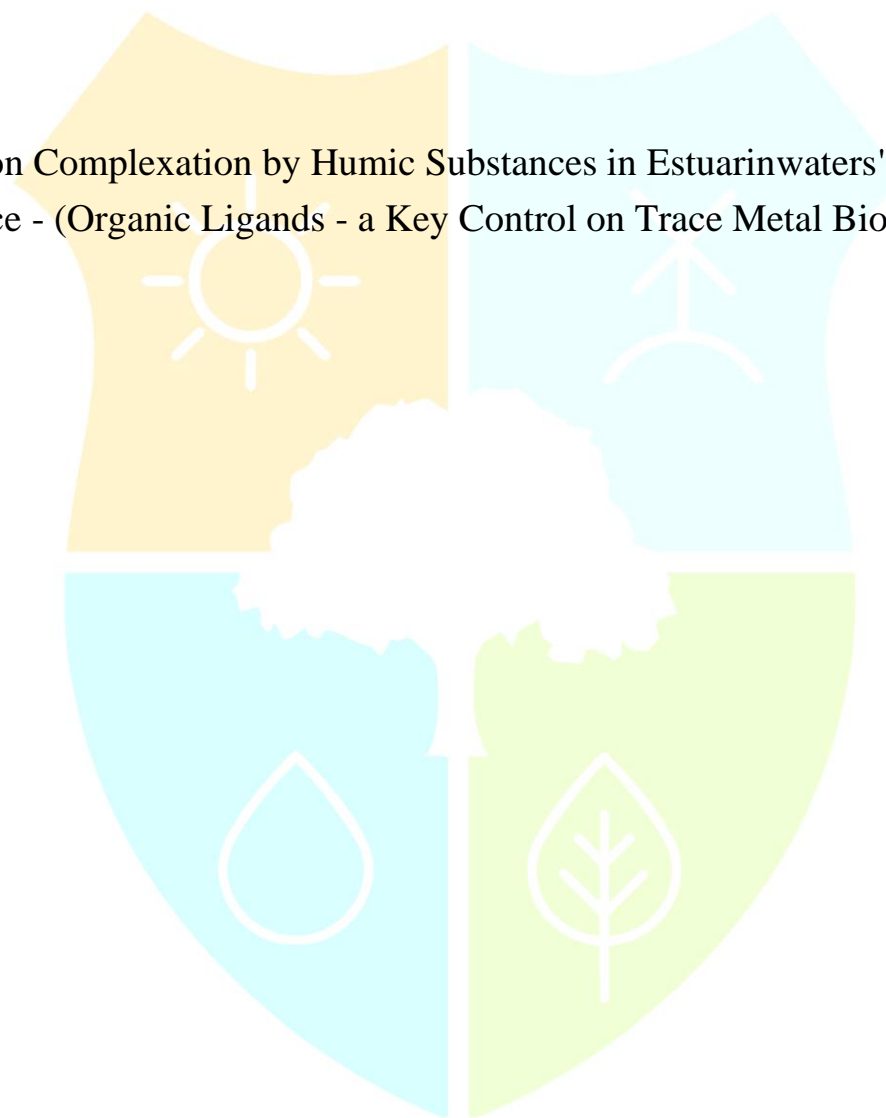 on Complexation by Humic Substances in Estuarinwaters'
ce - (Organic Ligands - a Key Control on Trace Metal Bio